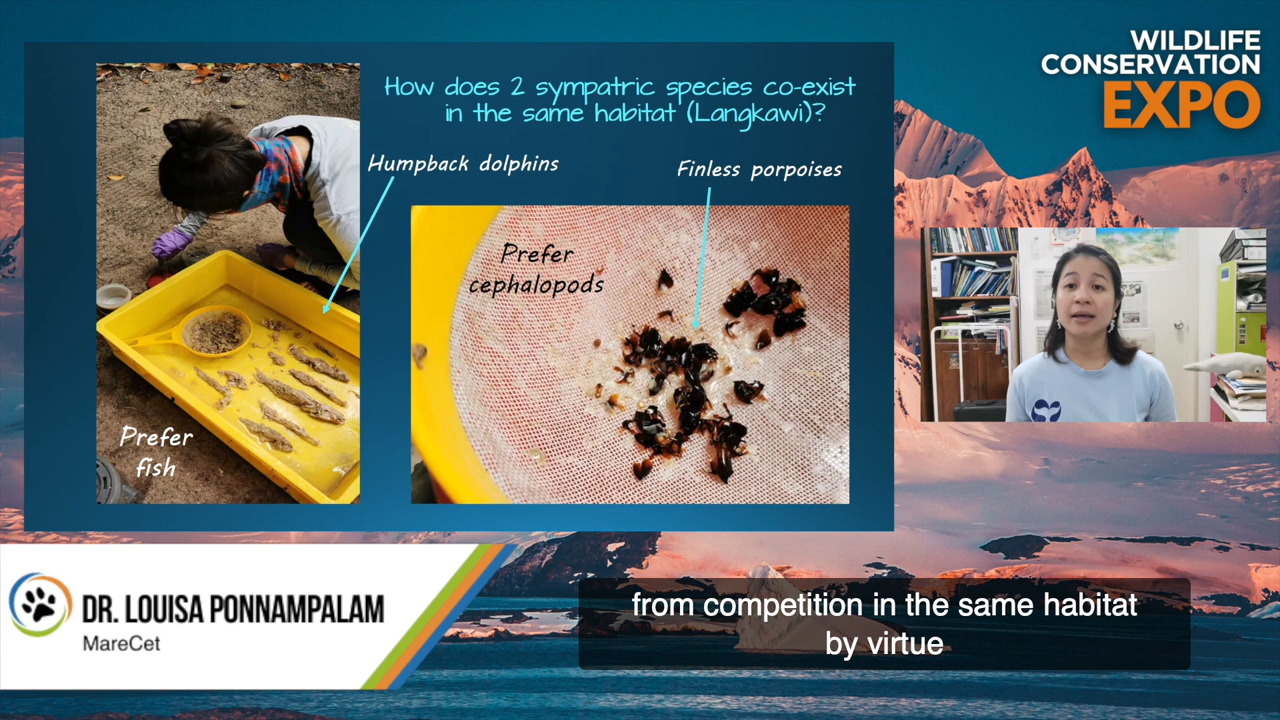 WILDLIFE
CONSERVATION
EXPO
How does 2 sympatric species co-exist
in the same habitat (Langkawi)?
Humpback dolphins
Finless porpoises
Prefer
cephalopods
Prefer
fish
DR. LOUISA PONNAMPALAM
MareCet
from competition in the same habitat
by virtue